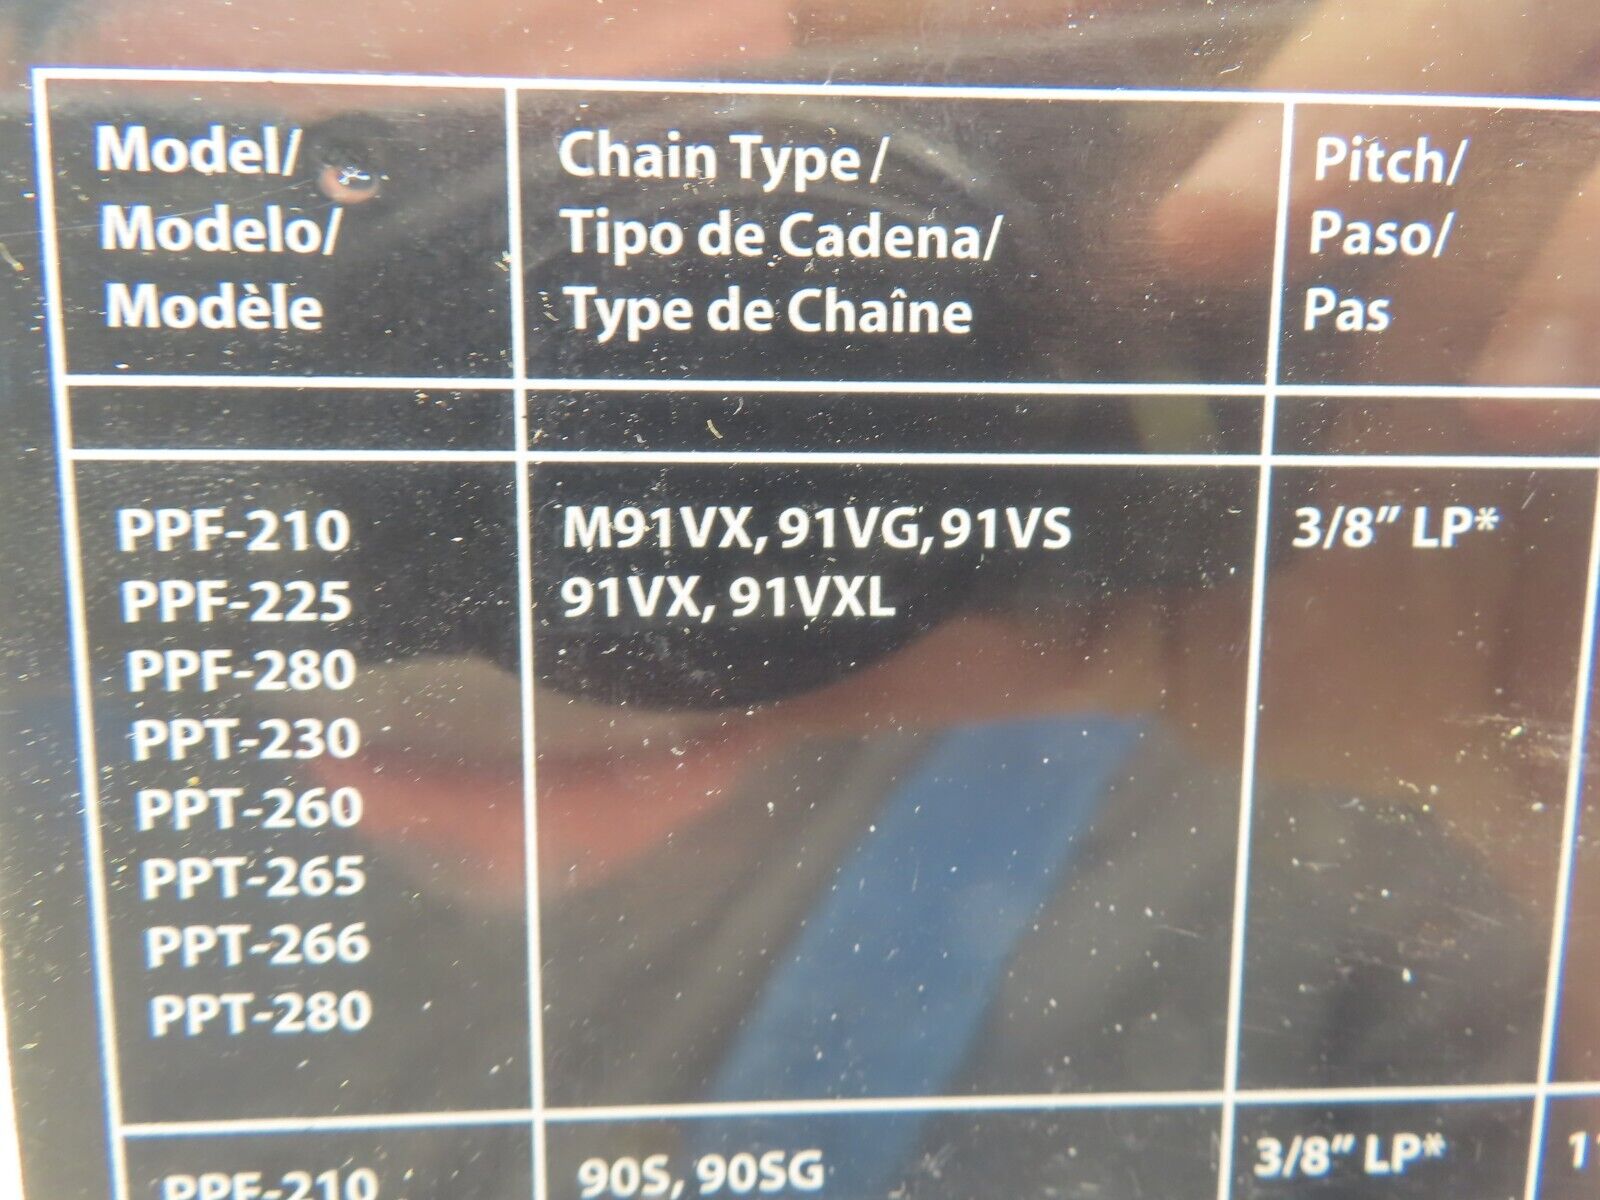 Model/
Modelo/
Modèle
Chain Type /
Tipo de Cadena/
Type de Chaîne
Pitch/
Paso/
Pas
PPF-210
PPF-225
PPF-280
PPT-230
PPT-260
PPT-265
PPT-266
PPT-280
M91VX, 91VG,91VS
91VX, 91VXL
3/8” LP*
PPF-210
90S, 90SG
3/8” LP*